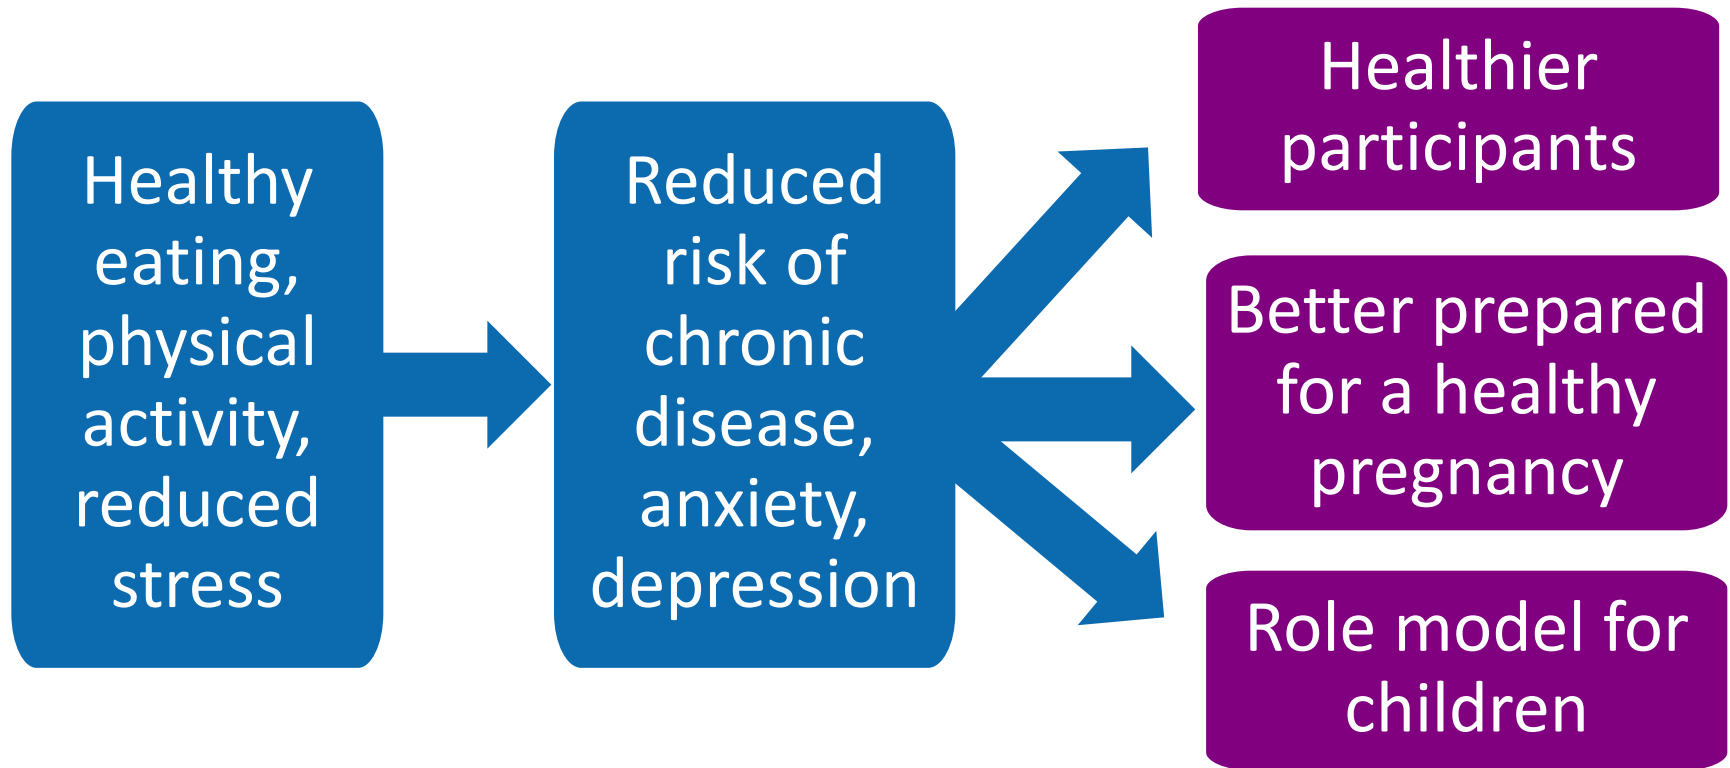 Healthy
eating,
physical
activity,
reduced
stress
Reduced
risk of
chronic
disease,
anxiety,
depression
Healthier
participants
Better prepared
for a healthy
pregnancy
Role model for
children